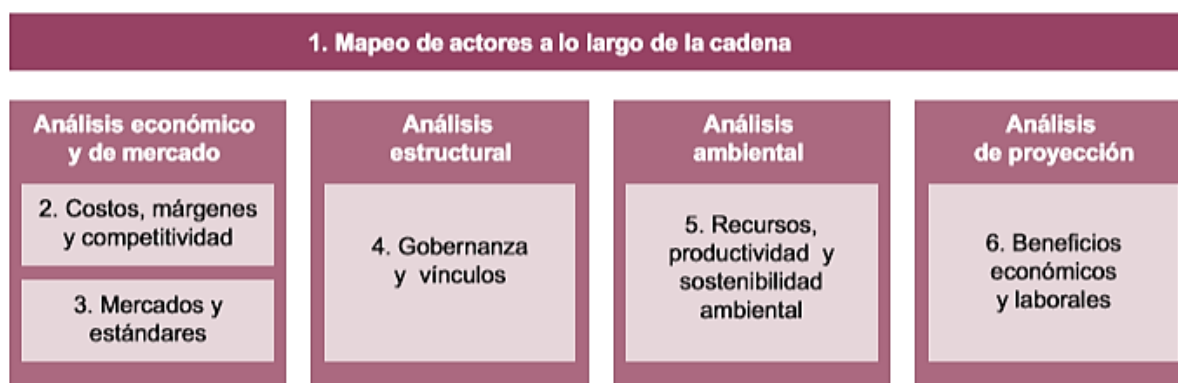 1. Mapeo de actores a lo largo de la cadena
Análisis económico
y de mercado
2. Costos, márgenes
y competitividad
3. Mercados y
estándares
Análisis
estructural
4. Gobernanza
y vínculos
Análisis
ambiental
5. Recursos,
productividad y
sostenibilidad
ambiental
Análisis
de proyección
6. Beneficios
económicos
y laborales